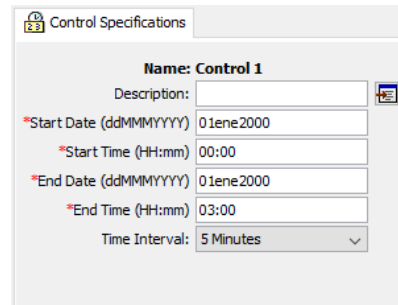 Control Specifications
Name: Control 1
Description:
*Start Date (ddMMMYYYY) 01ene2000
*Start Time (HH:mm) 00:00
*End Date (ddMMMYYYY) 01ene2000
*End Time (HH:mm) 03:00
Time Interval: 5 Minutes